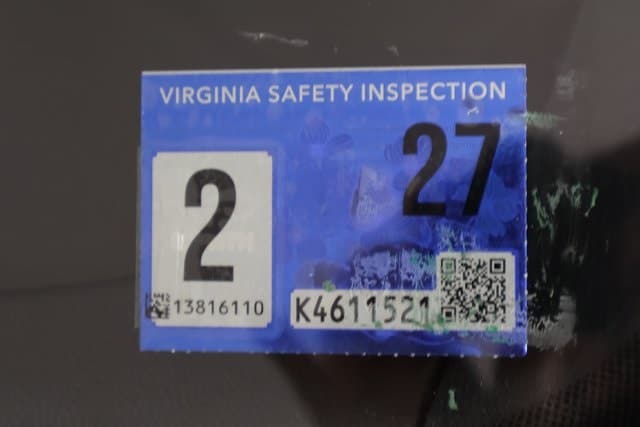 VIRGINIA SAFETY INSPECTION
27
2
13816110
K4611521